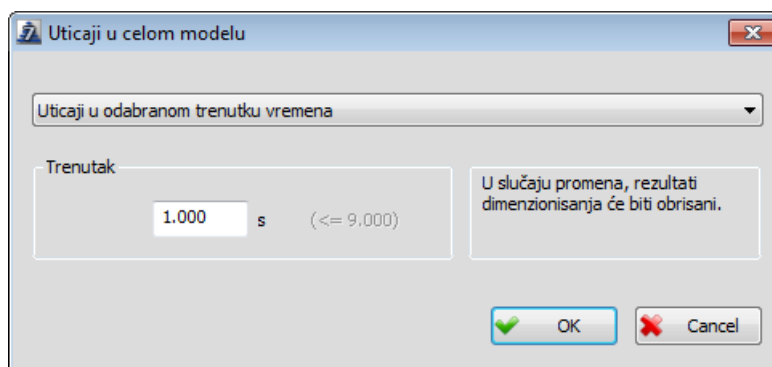 Uticaji u celom modelu
Uticaji u odabranom trenutku vremena
Trenutak
1.000 s (<= 9.000)
U slučaju promena, rezultati
dimenzionisanja će biti obrisani.
OK Cancel